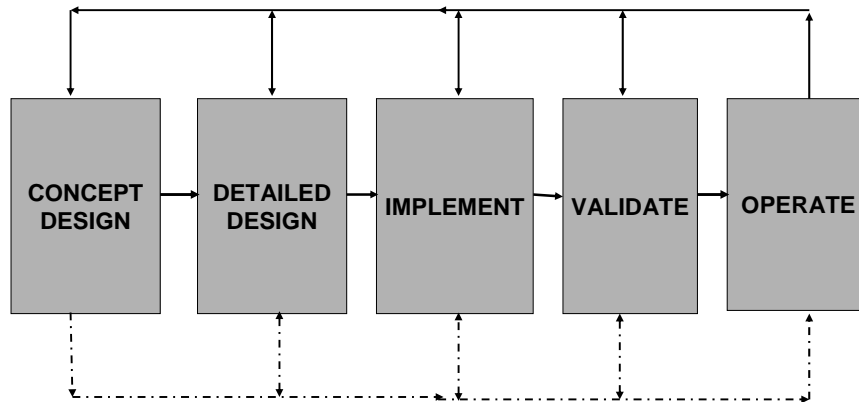 CONCEPT
DESIGN
DETAILED
DESIGN
IMPLEMENT
VALIDATE
OPERATE